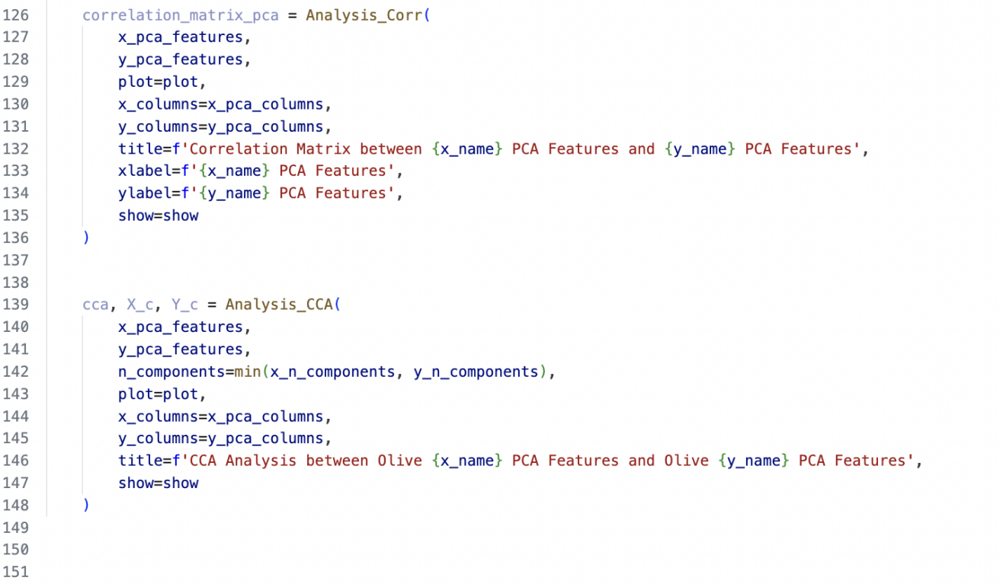 126    correlation_matrix_pca = Analysis_Corr(
127        x_pca_features,
128        y_pca_features,
129        plot=plot,
130        x_columns=x_pca_columns,
131        y_columns=y_pca_columns,
132        title=f'Correlation Matrix between {x_name} PCA Features and {y_name} PCA Features',
133        xlabel=f'{x_name} PCA Features',
134        ylabel=f'{y_name} PCA Features',
135        show=show
136    )
137
138
139    cca, X_c, Y_c = Analysis_CCA(
140        x_pca_features,
141        y_pca_features,
142        n_components=min(x_n_components, y_n_components),
143        plot=plot,
144        x_columns=x_pca_columns,
145        y_columns=y_pca_columns,
146        title=f'CCA Analysis between Olive {x_name} PCA Features and Olive {y_name} PCA Features',
147        show=show
148    )
149
150
151